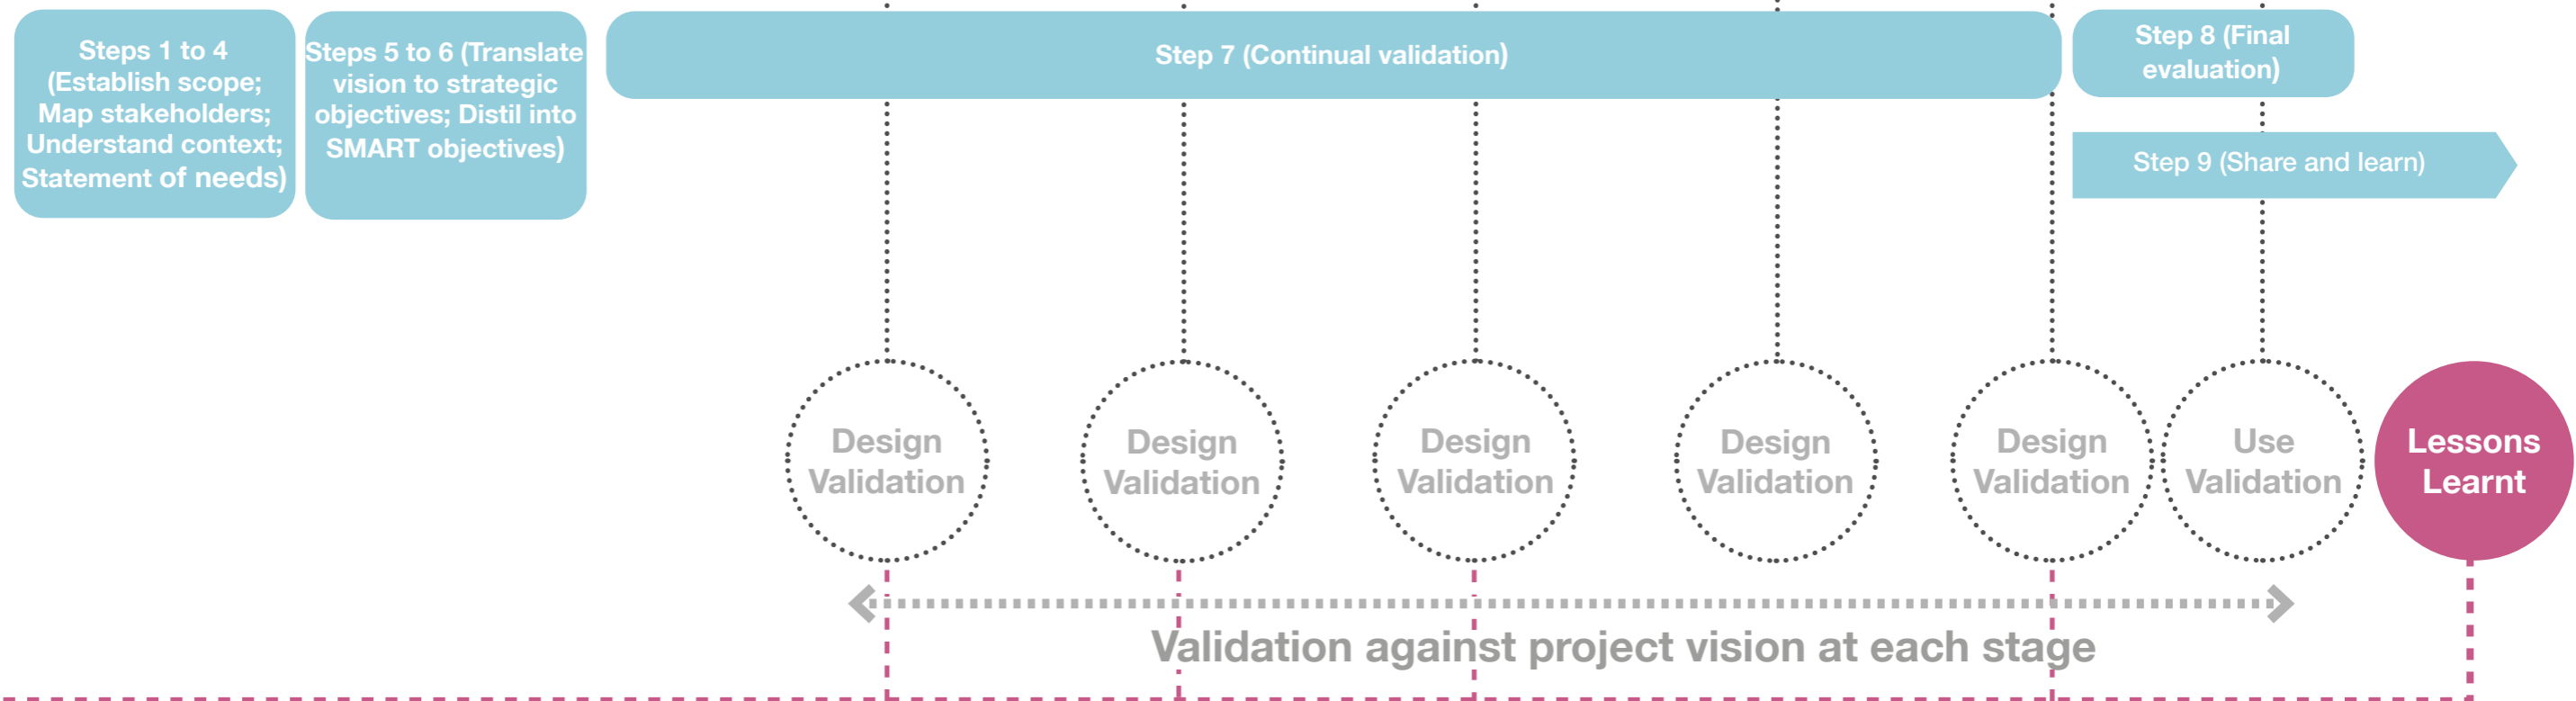 Steps 1 to 4
(Establish scope;
Map stakeholders;
Understand context;
Statement of needs)
Steps 5 to 6 (Translate
vision to strategic
objectives; Distil into
SMART objectives)
Step 7 (Continual validation)
Step 8 (Final
evaluation)
Step 9 (Share and learn)
Design
Validation
Design
Validation
Design
Validation
Design
Validation
Design
Validation
Use
Validation
Lessons
Learnt
Validation against project vision at each stage